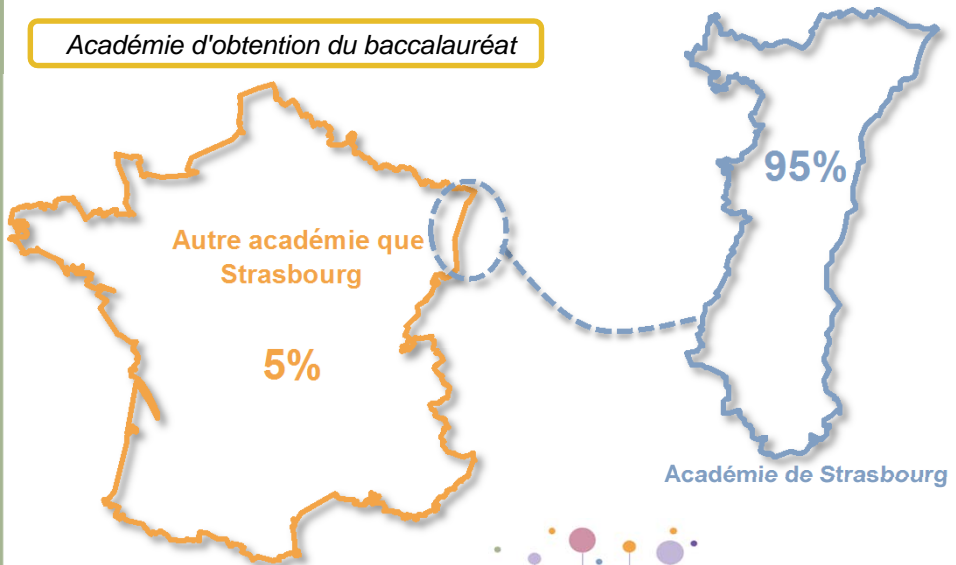 Académie d'obtention du baccalauréat
95%
Autre académie que
Strasbourg
5%
Académie de Strasbourg